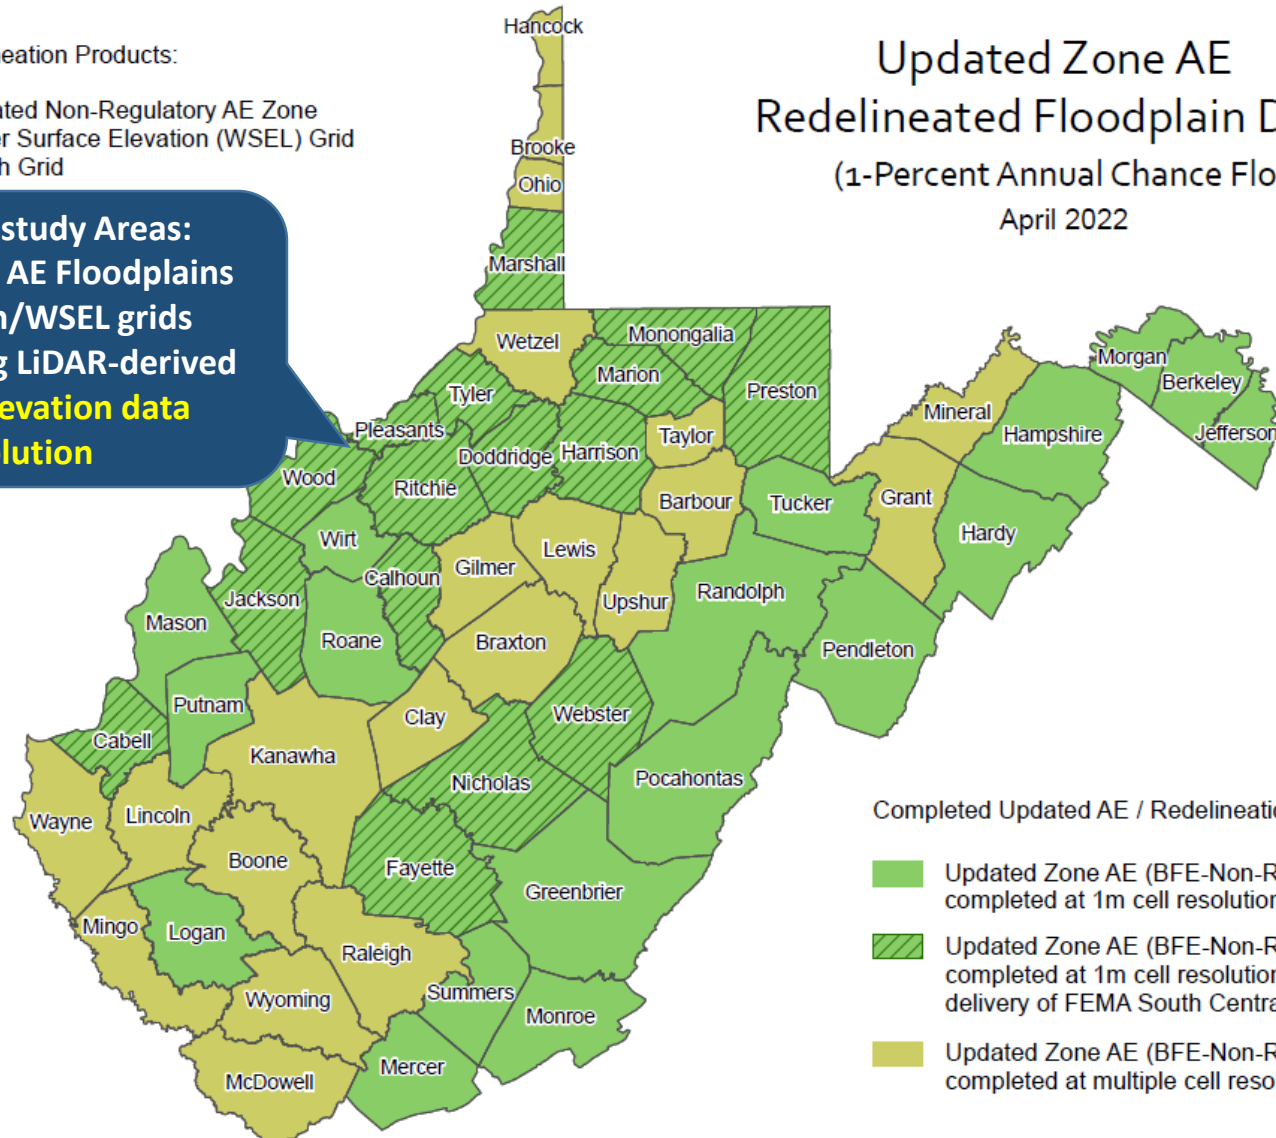 Hancock
eation Products:
Updated Zone AE
Redelineated Floodplain D
(1-Percent Annual Chance Flo
April 2022
ated Non-Regulatory AE Zone
er Surface Elevation (WSEL) Grid
h Grid
Brooke
Ohio
study Areas:
AE Floodplains
h/WSEL grids
g LiDAR-derived
levation data
olution
Marshall
Wetzel
Monongalia
Marion
Preston
Tyler
Pleasants
Doddridge
Harrison
Taylor
Mineral
Morgan
Berkeley
Jefferson
Hampshire
Wood
Ritchie
Barbour
Tucker
Grant
Hardy
Wirt
Calhoun
Gilmer
Lewis
Upshur
Randolph
Jackson
Mason
Roane
Braxton
Pendleton
Putnam
Clay
Webster
Cabell
Kanawha
Nicholas
Pocahontas
Wayne
Lincoln
Boone
Fayette
Greenbrier
Mingo
Logan
Raleigh
Wyoming
Summers
Monroe
McDowell
Mercer
Completed Updated AE / Redelineatio
Updated Zone AE (BFE-Non-R
completed at 1m cell resolution
Updated Zone AE (BFE-Non-R
completed at 1m cell resolution
delivery of FEMA South Centra
Updated Zone AE (BFE-Non-R
completed at multiple cell reso